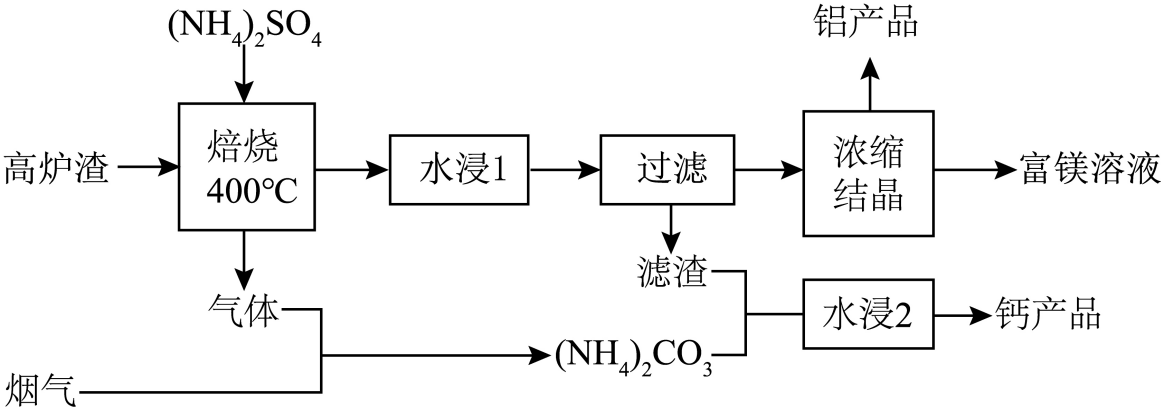 (NH₄)₂SO₄
铝产品
高炉渣
焙烧
400℃
水浸1
过滤
浓缩
结晶
富镁溶液
滤渣
气体
水浸2
钙产品
(NH₄)₂CO₃
烟气